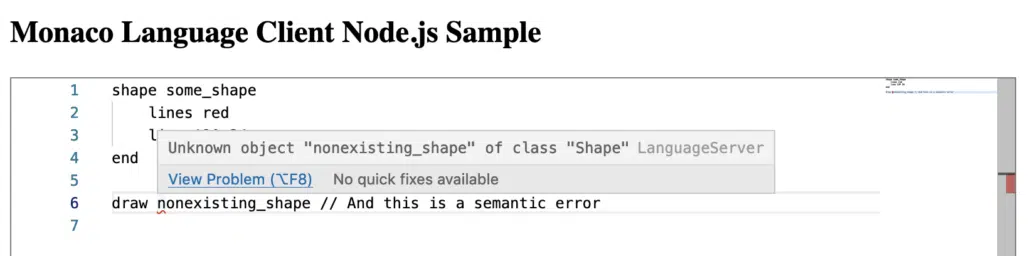 Monaco Language Client Node.js Sample
1 shape some_shape
2 lines red
3
Unknown object "nonexisting_shape" of class "Shape" LanguageServer
4 end
View Problem (⌥F8) No quick fixes available
5
6 draw nonexisting_shape // And this is a semantic error
7